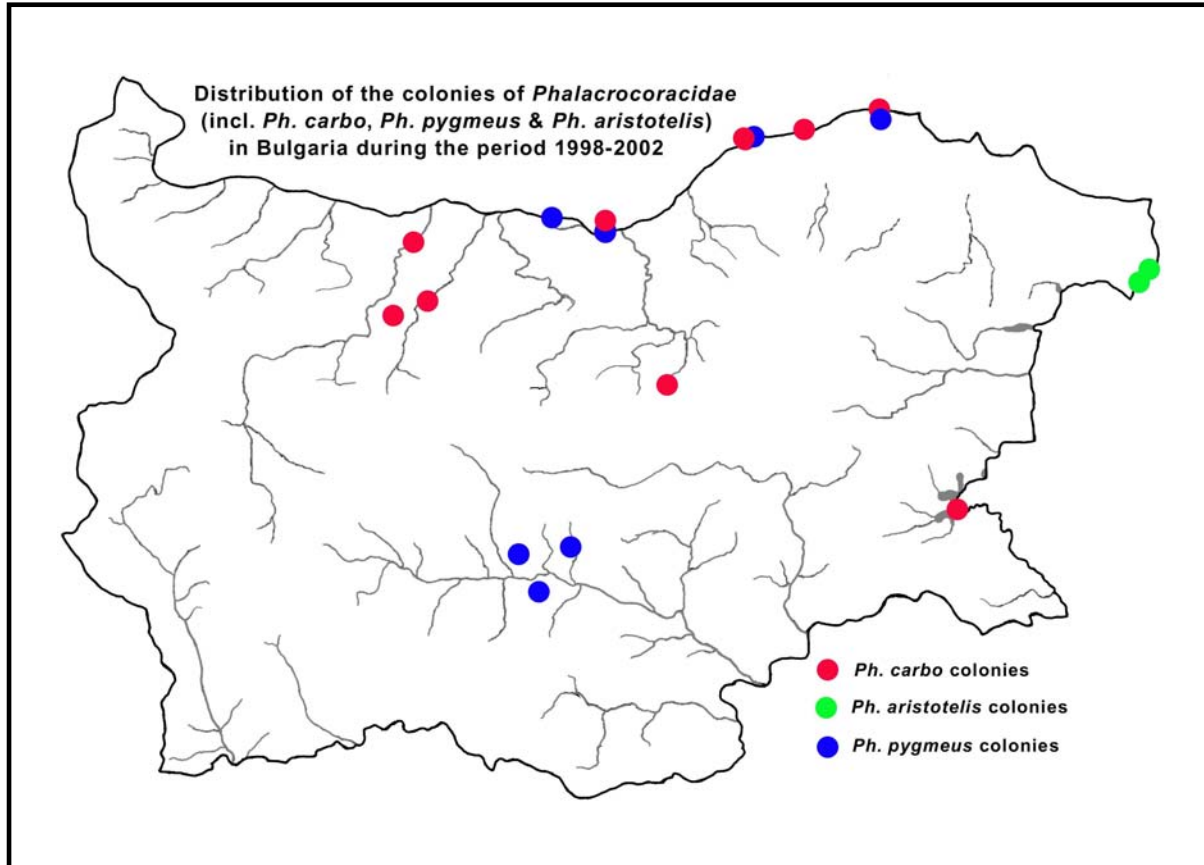 Distribution of the colonies of Phalacrocoracidae
(incl. Ph. carbo, Ph. pygmeus & Ph. aristotelis)
in Bulgaria during the period 1998-2002
Ph. carbo colonies
Ph. aristotelis colonies
Ph. pygmeus colonies